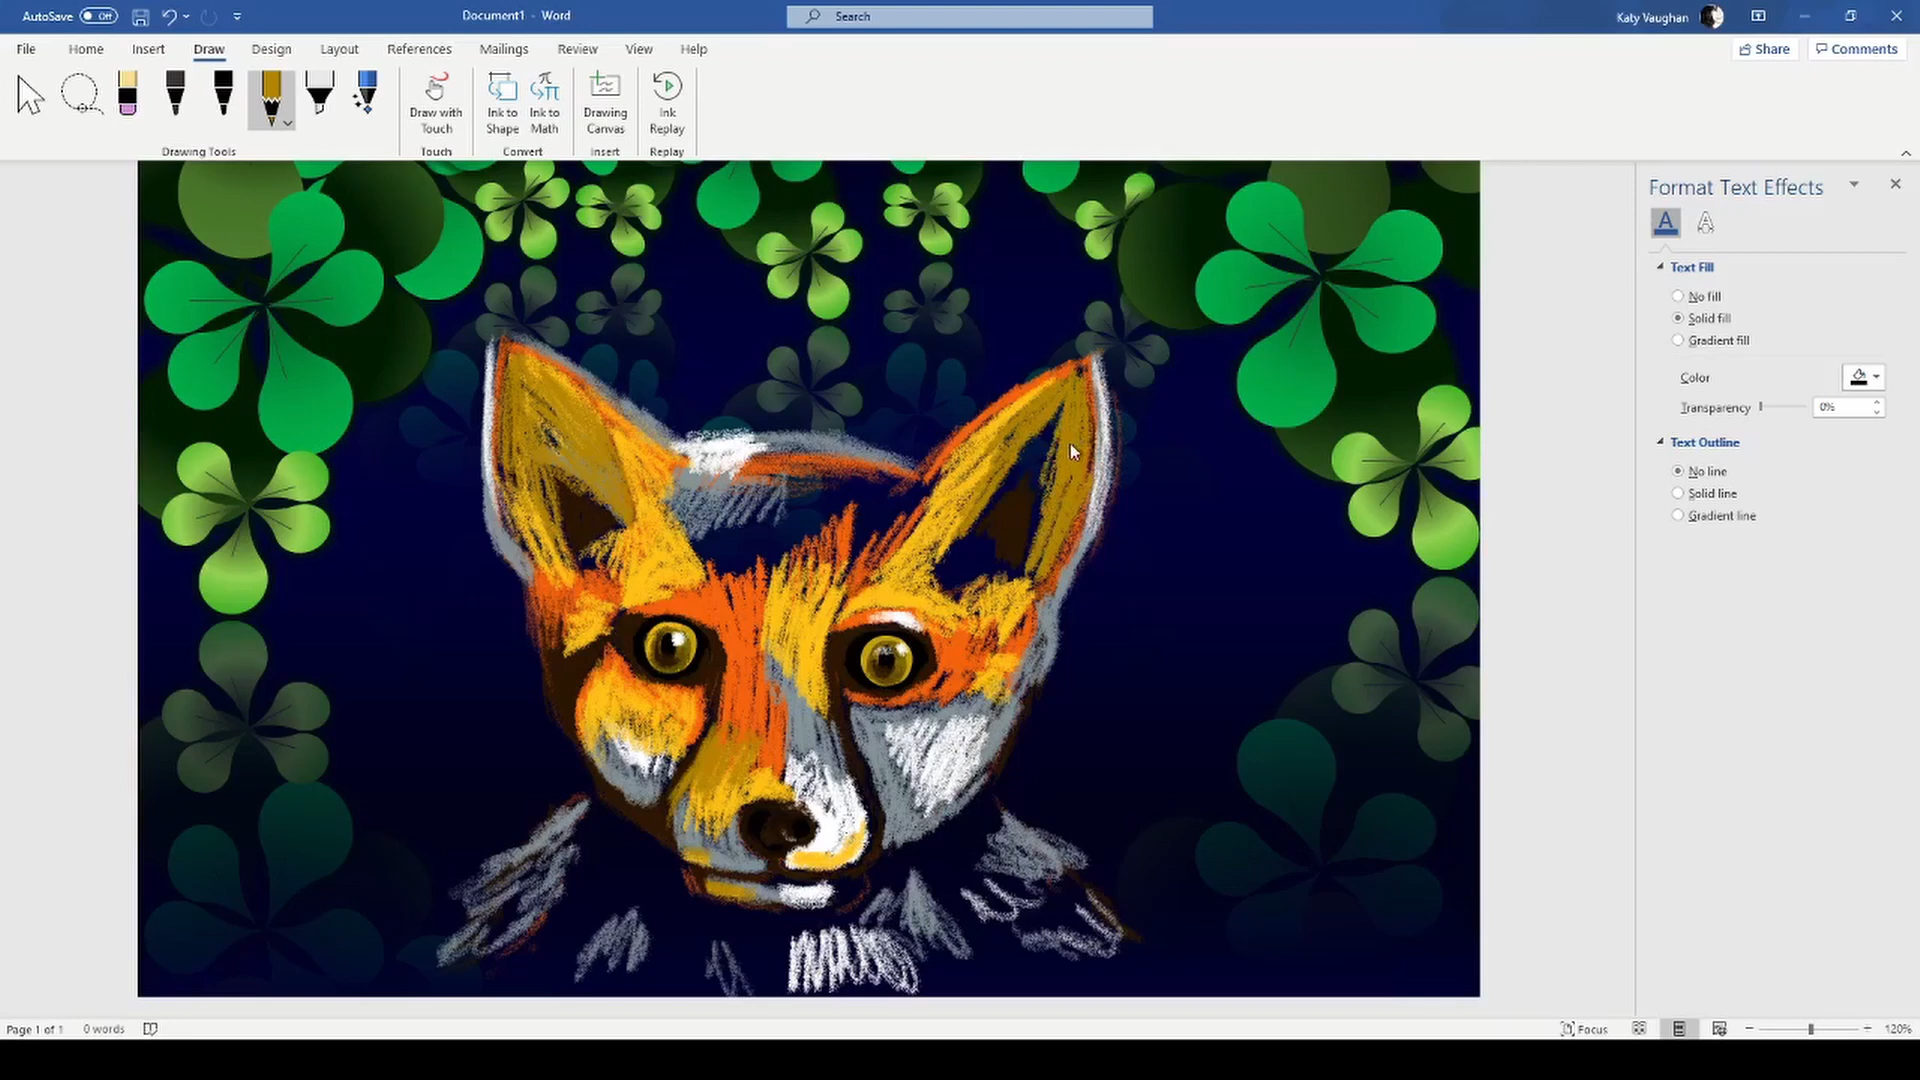 AutoSave Off Document1 - Word Search Katy Vaughan
File Home Insert Draw Design Layout References Mailings Review View Help Share Comments
Draw with Touch
Ink to Shape
Ink to Math
Drawing Canvas
Ink Replay
Drawing Tools Touch Convert Insert Replay
Format Text Effects
A A
Text Fill
No fill
Solid fill
Gradient fill
Color
Transparency 0%
Text Outline
No line
Solid line
Gradient line
Page 1 of 1 0 words Focus 120%